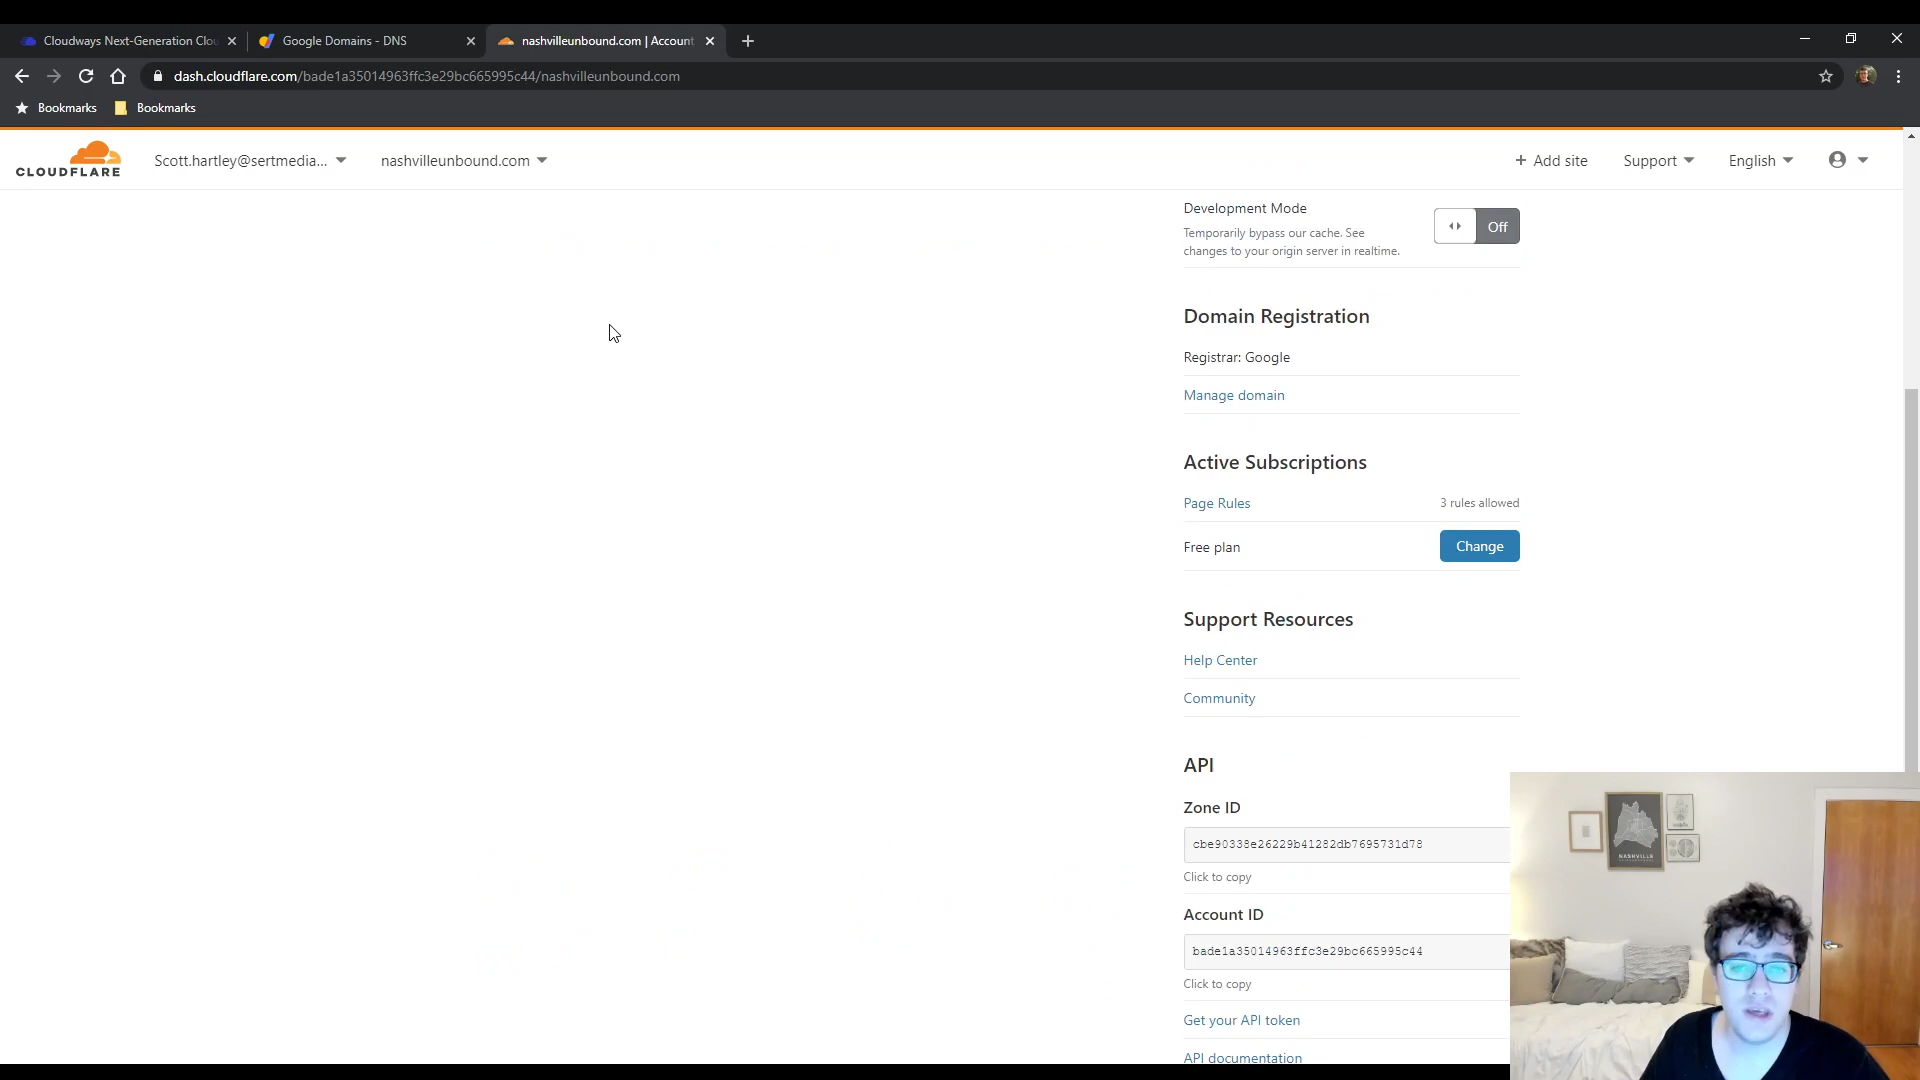 Cloudways Next-Generation Clou
Google Domains - DNS
nashvilleunbound.com | Account
dash.cloudflare.com/bade1a35014963ffc3e29bc665995c44/nashvilleunbound.com
Bookmarks
Bookmarks
CLOUDFLARE
Scott.hartley@sertmedia...
nashvilleunbound.com
+ Add site
Support
English
Development Mode
Temporarily bypass our cache. See
changes to your origin server in realtime.
Off
Domain Registration
Registrar: Google
Manage domain
Active Subscriptions
Page Rules
3 rules allowed
Free plan
Change
Support Resources
Help Center
Community
API
Zone ID
cbe90338e26229b41282db7695731d78
Click to copy
Account ID
bade1a35014963ffc3e29bc665995c44
Click to copy
Get your API token
API documentation
NASHVILLE